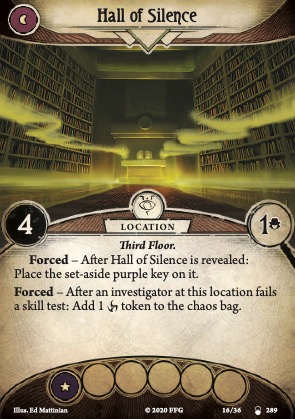 Hall of Silence
4
LOCATION
1
Third Floor.
Forced – After Hall of Silence is revealed:
Place the set-aside purple key on it.
Forced – After an investigator at this location fails
a skill test: Add 1 token to the chaos bag.
Illus. Ed Mattinian © 2020 FFG 16/36 289